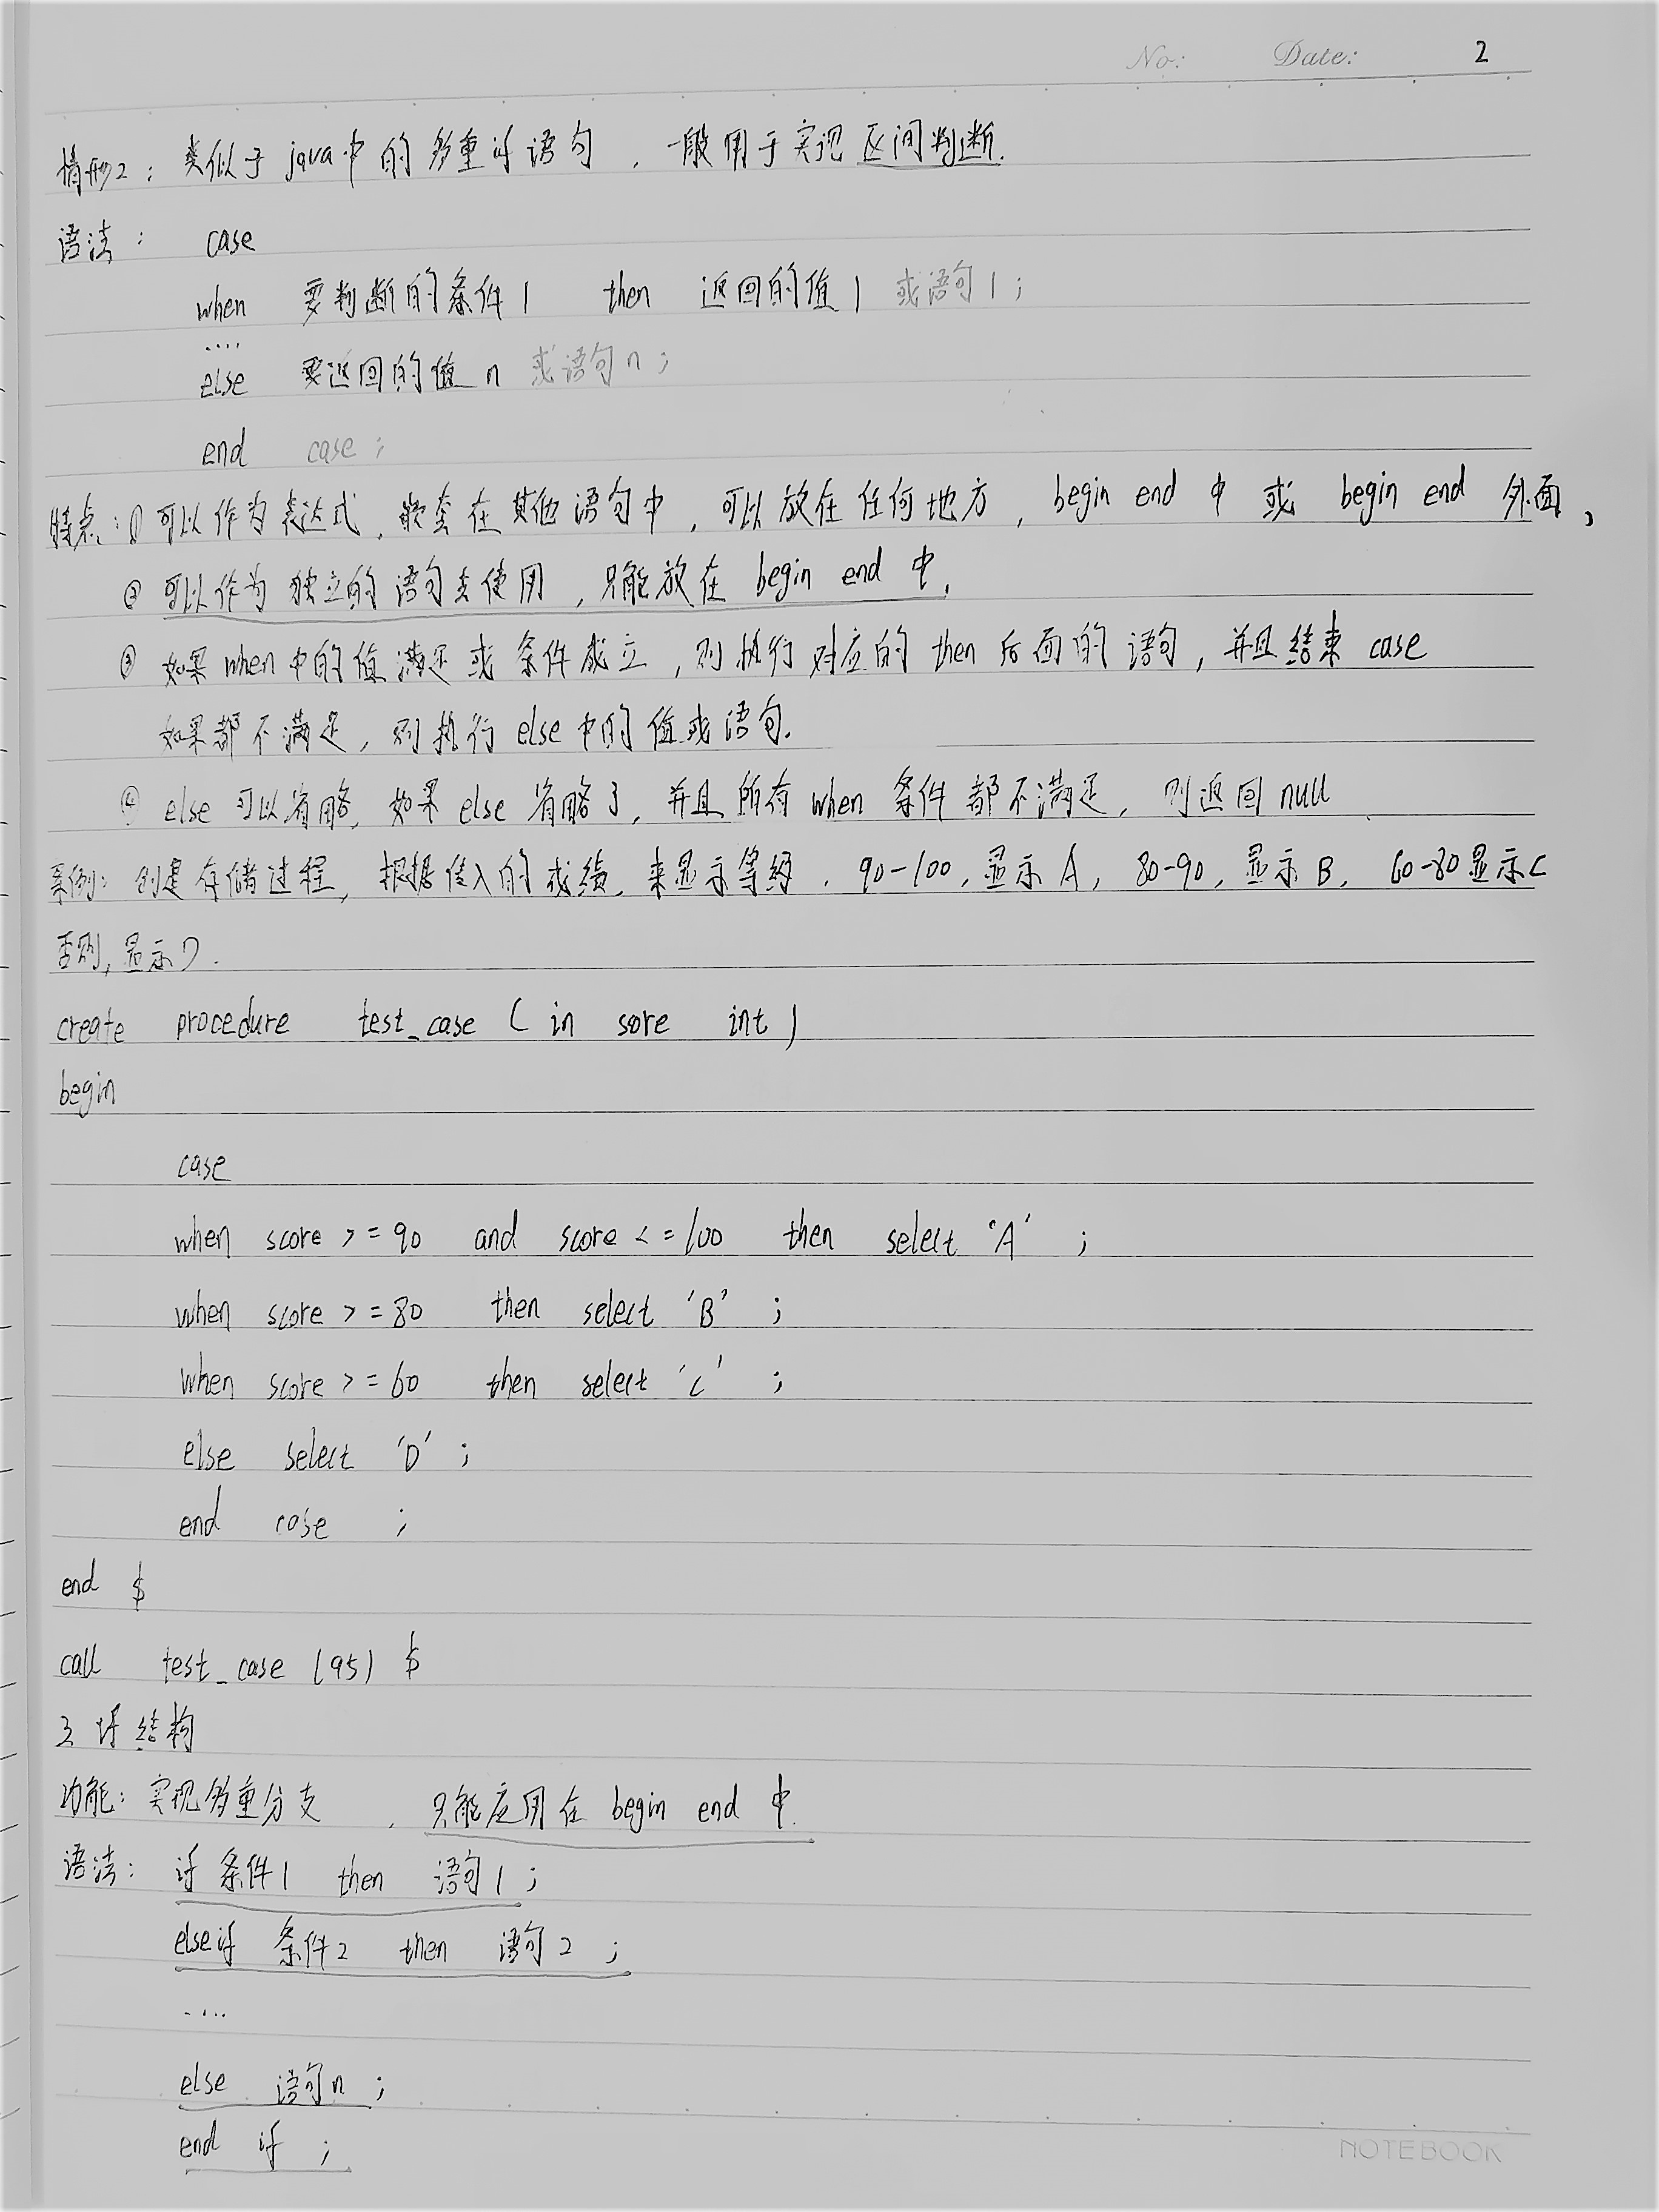 No: Date: 2
情形2： 类似于 java中的 多重if语句 ，一般用于实现 区间判断.
语法： case
when 要判断的条件1 then 返回的值1 或语句1；
....
else 要返回的值n 或语句n；
end case；
特点：① 可以作为表达式，嵌套在其他语句中，可以放在任何地方，begin end 中 或 begin end 外面，
② 可以作为 独立的语句去使用，只能放在 begin end 中.
③ 如果 when 中的值满足或条件成立，则执行对应的 then 后面的语句，并且结束 case
如果都不满足，则执行 else 中的值或语句.
④ else 可以省略，如果 else 省略了，并且所有 when 条件都不满足，则返回 null
案例：创建存储过程，根据传入的成绩，来显示等级，90-100，显示A，80-90，显示B，60-80显示C
否则，显示D.
create procedure test_case ( in sore int )
begin
case
when score >= 90 and score <= 100 then select 'A' ;
when score >= 80 then select 'B' ;
when score >= 60 then select 'C' ;
else select 'D' ;
end case ;
end $
call test_case (95) $
3 if 结构
功能：实现多重分支 ，只能应用在 begin end 中.
语法： if 条件1 then 语句1；
elseif 条件2 then 语句2；
....
else 语句n；
end if ;
NOTEBOOK